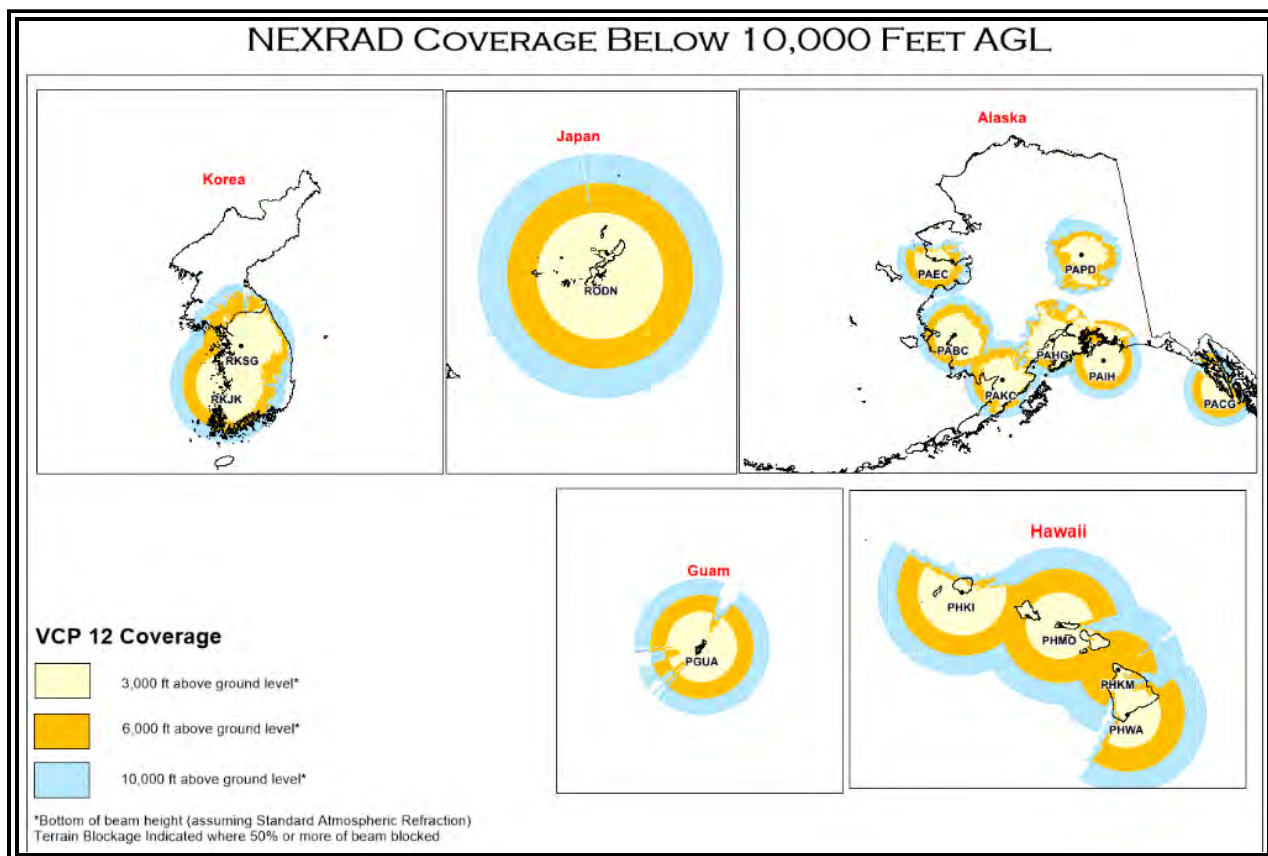 NEXRAD COVERAGE BELOW 10,000 FEET AGL
Korea
RKSG
RKJK
Japan
RODN
Alaska
PAEC
PAPD
PABC
PAHG
PAIH
PAKC
PACG
Guam
PGUA
Hawaii
PHKI
PHMO
PHKM
PHWA
VCP 12 Coverage
3,000 ft above ground level*
6,000 ft above ground level*
10,000 ft above ground level*
*Bottom of beam height (assuming Standard Atmospheric Refraction)
Terrain Blockage Indicated where 50% or more of beam blocked